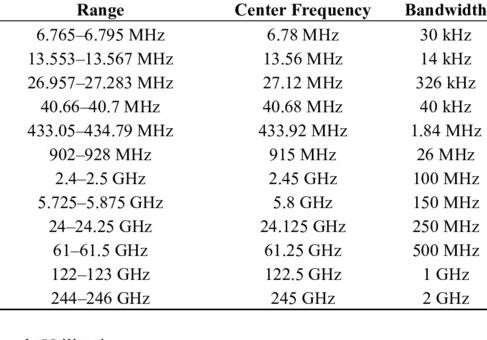 Range Center Frequency Bandwidth
6.765–6.795 MHz 6.78 MHz 30 kHz
13.553–13.567 MHz 13.56 MHz 14 kHz
26.957–27.283 MHz 27.12 MHz 326 kHz
40.66–40.7 MHz 40.68 MHz 40 kHz
433.05–434.79 MHz 433.92 MHz 1.84 MHz
902–928 MHz 915 MHz 26 MHz
2.4–2.5 GHz 2.45 GHz 100 MHz
5.725–5.875 GHz 5.8 GHz 150 MHz
24–24.25 GHz 24.125 GHz 250 MHz
61–61.5 GHz 61.25 GHz 500 MHz
122–123 GHz 122.5 GHz 1 GHz
244–246 GHz 245 GHz 2 GHz